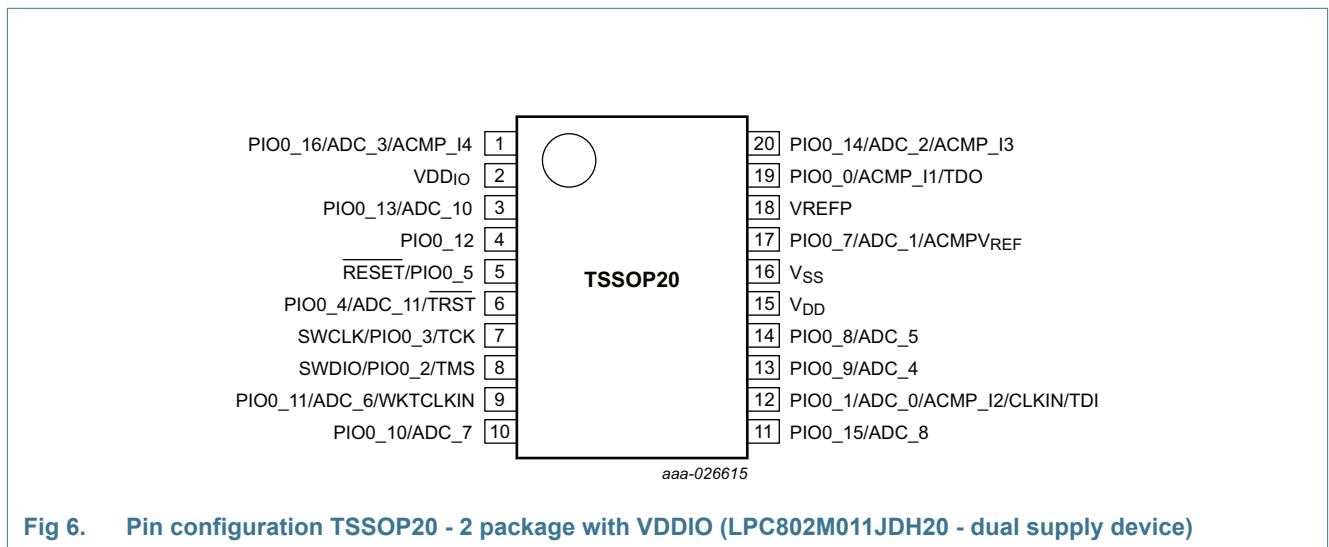 PIO0_16/ADC_3/ACMP_I4 1
VDDIO 2
PIO0_13/ADC_10 3
PIO0_12 4
RESET/PIO0_5 5
PIO0_4/ADC_11/TRST 6
SWCLK/PIO0_3/TCK 7
SWDIO/PIO0_2/TMS 8
PIO0_11/ADC_6/WKTCLKIN 9
PIO0_10/ADC_7 10
TSSOP20
20 PIO0_14/ADC_2/ACMP_I3
19 PIO0_0/ACMP_I1/TDO
18 VREFP
17 PIO0_7/ADC_1/ACMPVREF
16 VSS
15 VDD
14 PIO0_8/ADC_5
13 PIO0_9/ADC_4
12 PIO0_1/ADC_0/ACMP_I2/CLKIN/TDI
11 PIO0_15/ADC_8
aaa-026615
Fig 6. Pin configuration TSSOP20 - 2 package with VDDIO (LPC802M011JDH20 - dual supply device)